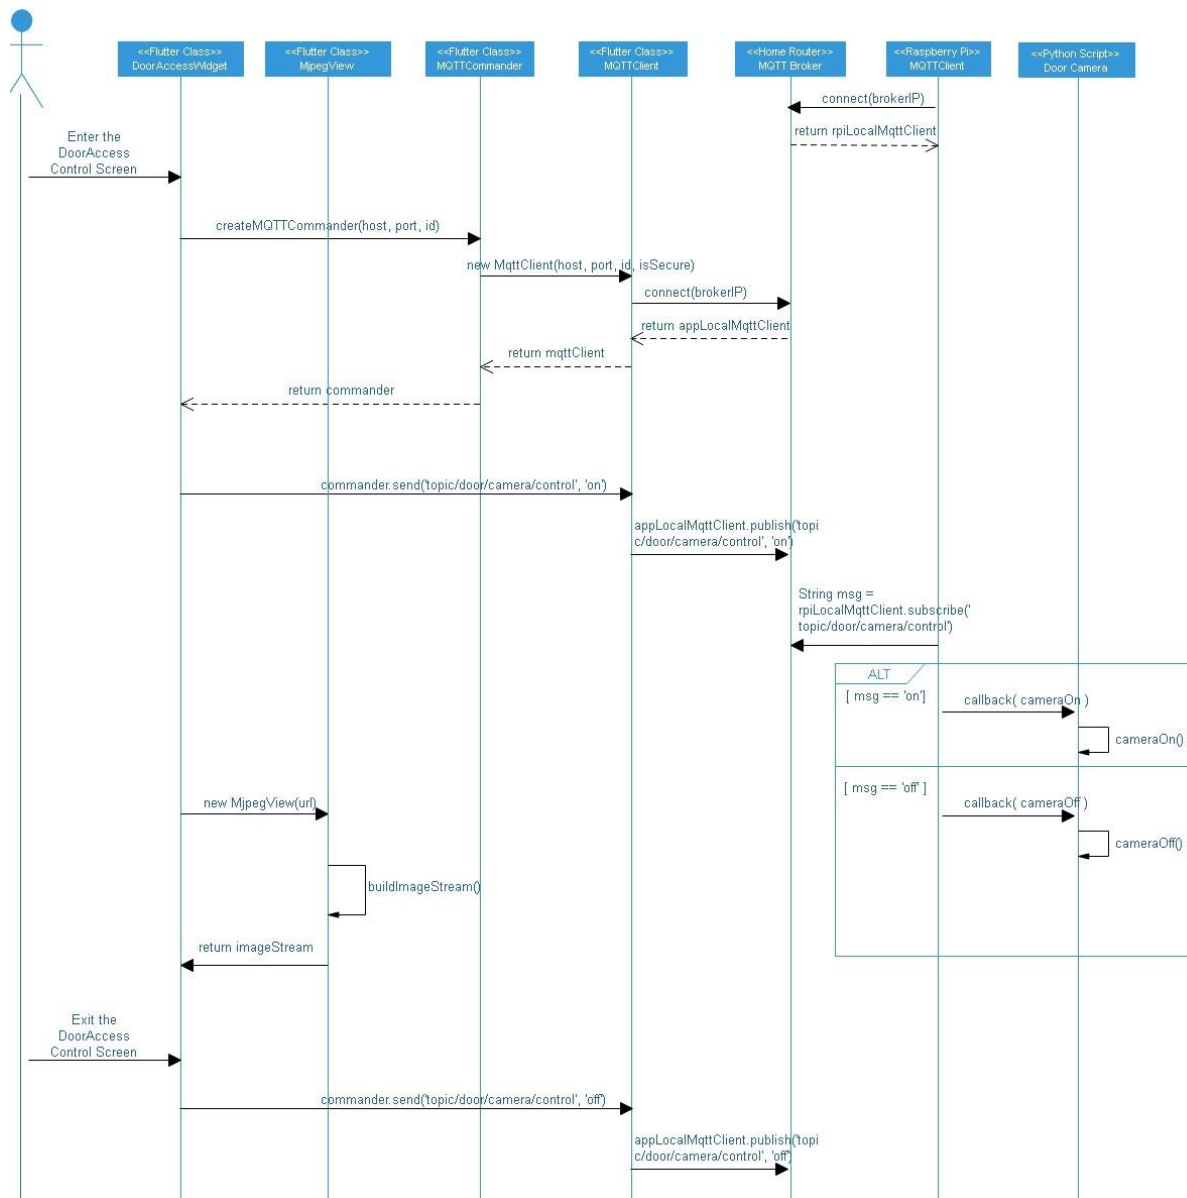 <<Flutter Class>>
DoorAccessWidget
<<Flutter Class>>
MjpegView
<<Flutter Class>>
MQTTCommander
<<Flutter Class>>
MQTTClient
<<Home Router>>
MQTT Broker
<<Raspberry Pi>>
MQTTClient
<<Python Script>>
Door Camera
connect(brokerIP)
return rpiLocalMqttClient
Enter the
DoorAccess
Control Screen
createMQTTCommander(host, port, id)
new MqttClient(host, port, id, isSecure)
connect(brokerIP)
return appLocalMqttClient
return mqttClient
return commander
commander.send('topic/door/camera/control', 'on')
appLocalMqttClient.publish('topi
c/door/camera/control', 'on')
String msg =
rpiLocalMqttClient.subscribe('
topic/door/camera/control')
ALT
[ msg == 'on']
callback( cameraOn )
cameraOn()
[ msg == 'off' ]
callback( cameraOff )
cameraOff()
new MjpegView(url)
buildImageStream()
return imageStream
Exit the
DoorAccess
Control Screen
commander.send('topic/door/camera/control', 'off')
appLocalMqttClient.publish('topi
c/door/camera/control', 'off')